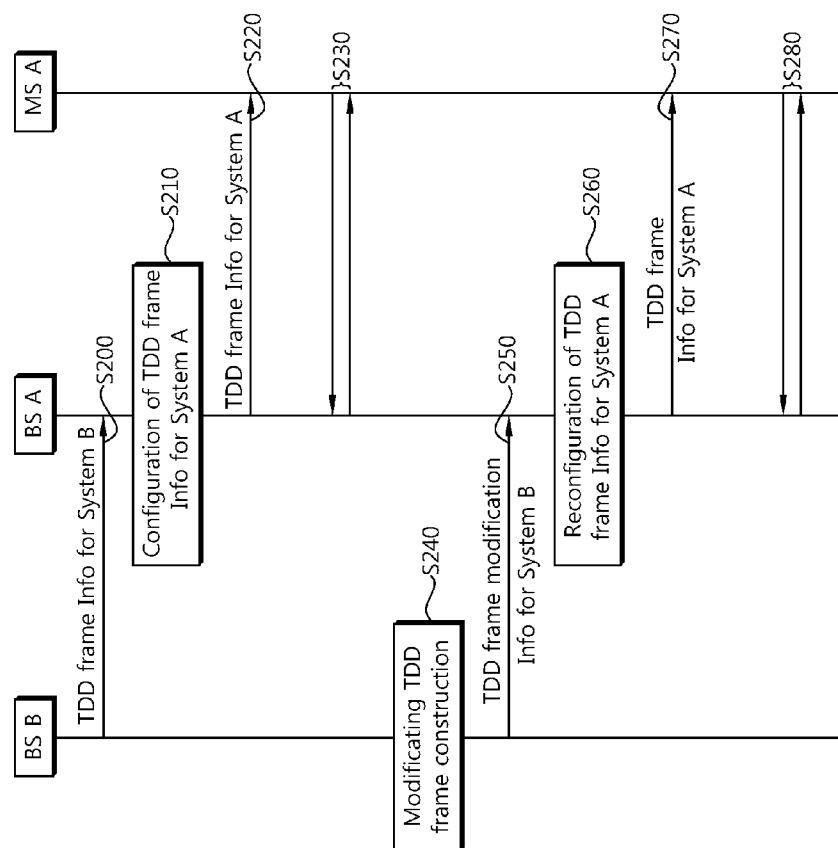 BS B
BS A
MS A
TDD frame Info for System B
S200
Configuration of TDD frame
Info for System A
S210
TDD frame Info for System A
S220
S230
Modificating TDD
frame construction
S240
TDD frame modification
Info for System B
S250
Reconfiguration of TDD
frame Info for System A
S260
TDD frame
Info for System A
S270
S280